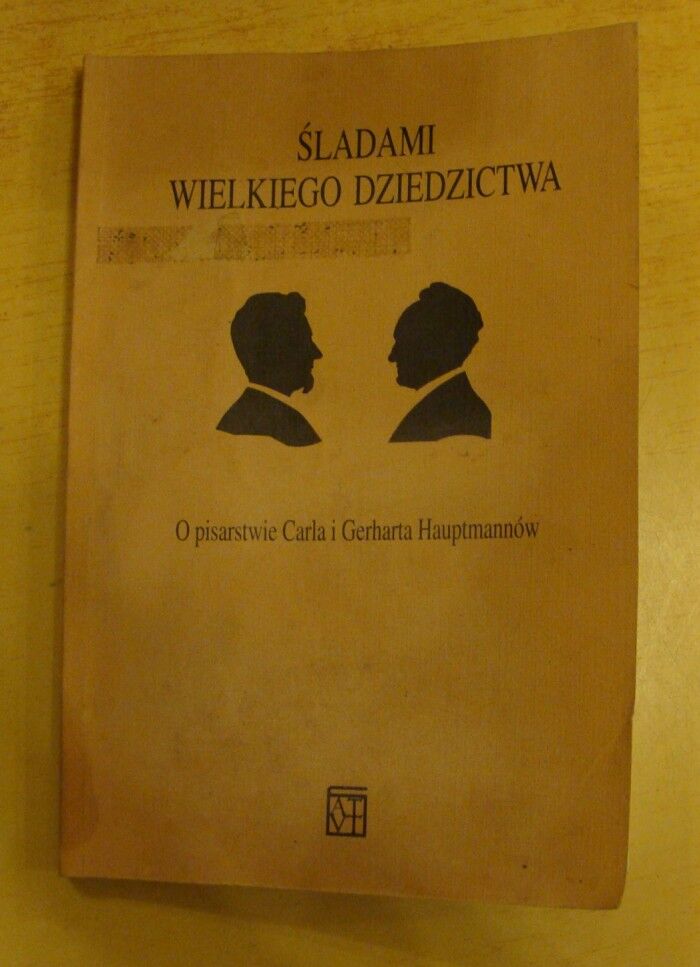 ŚLADAMI
WIELKIEGO DZIEDZICTWA
O pisarstwie Carla i Gerharta Hauptmannów